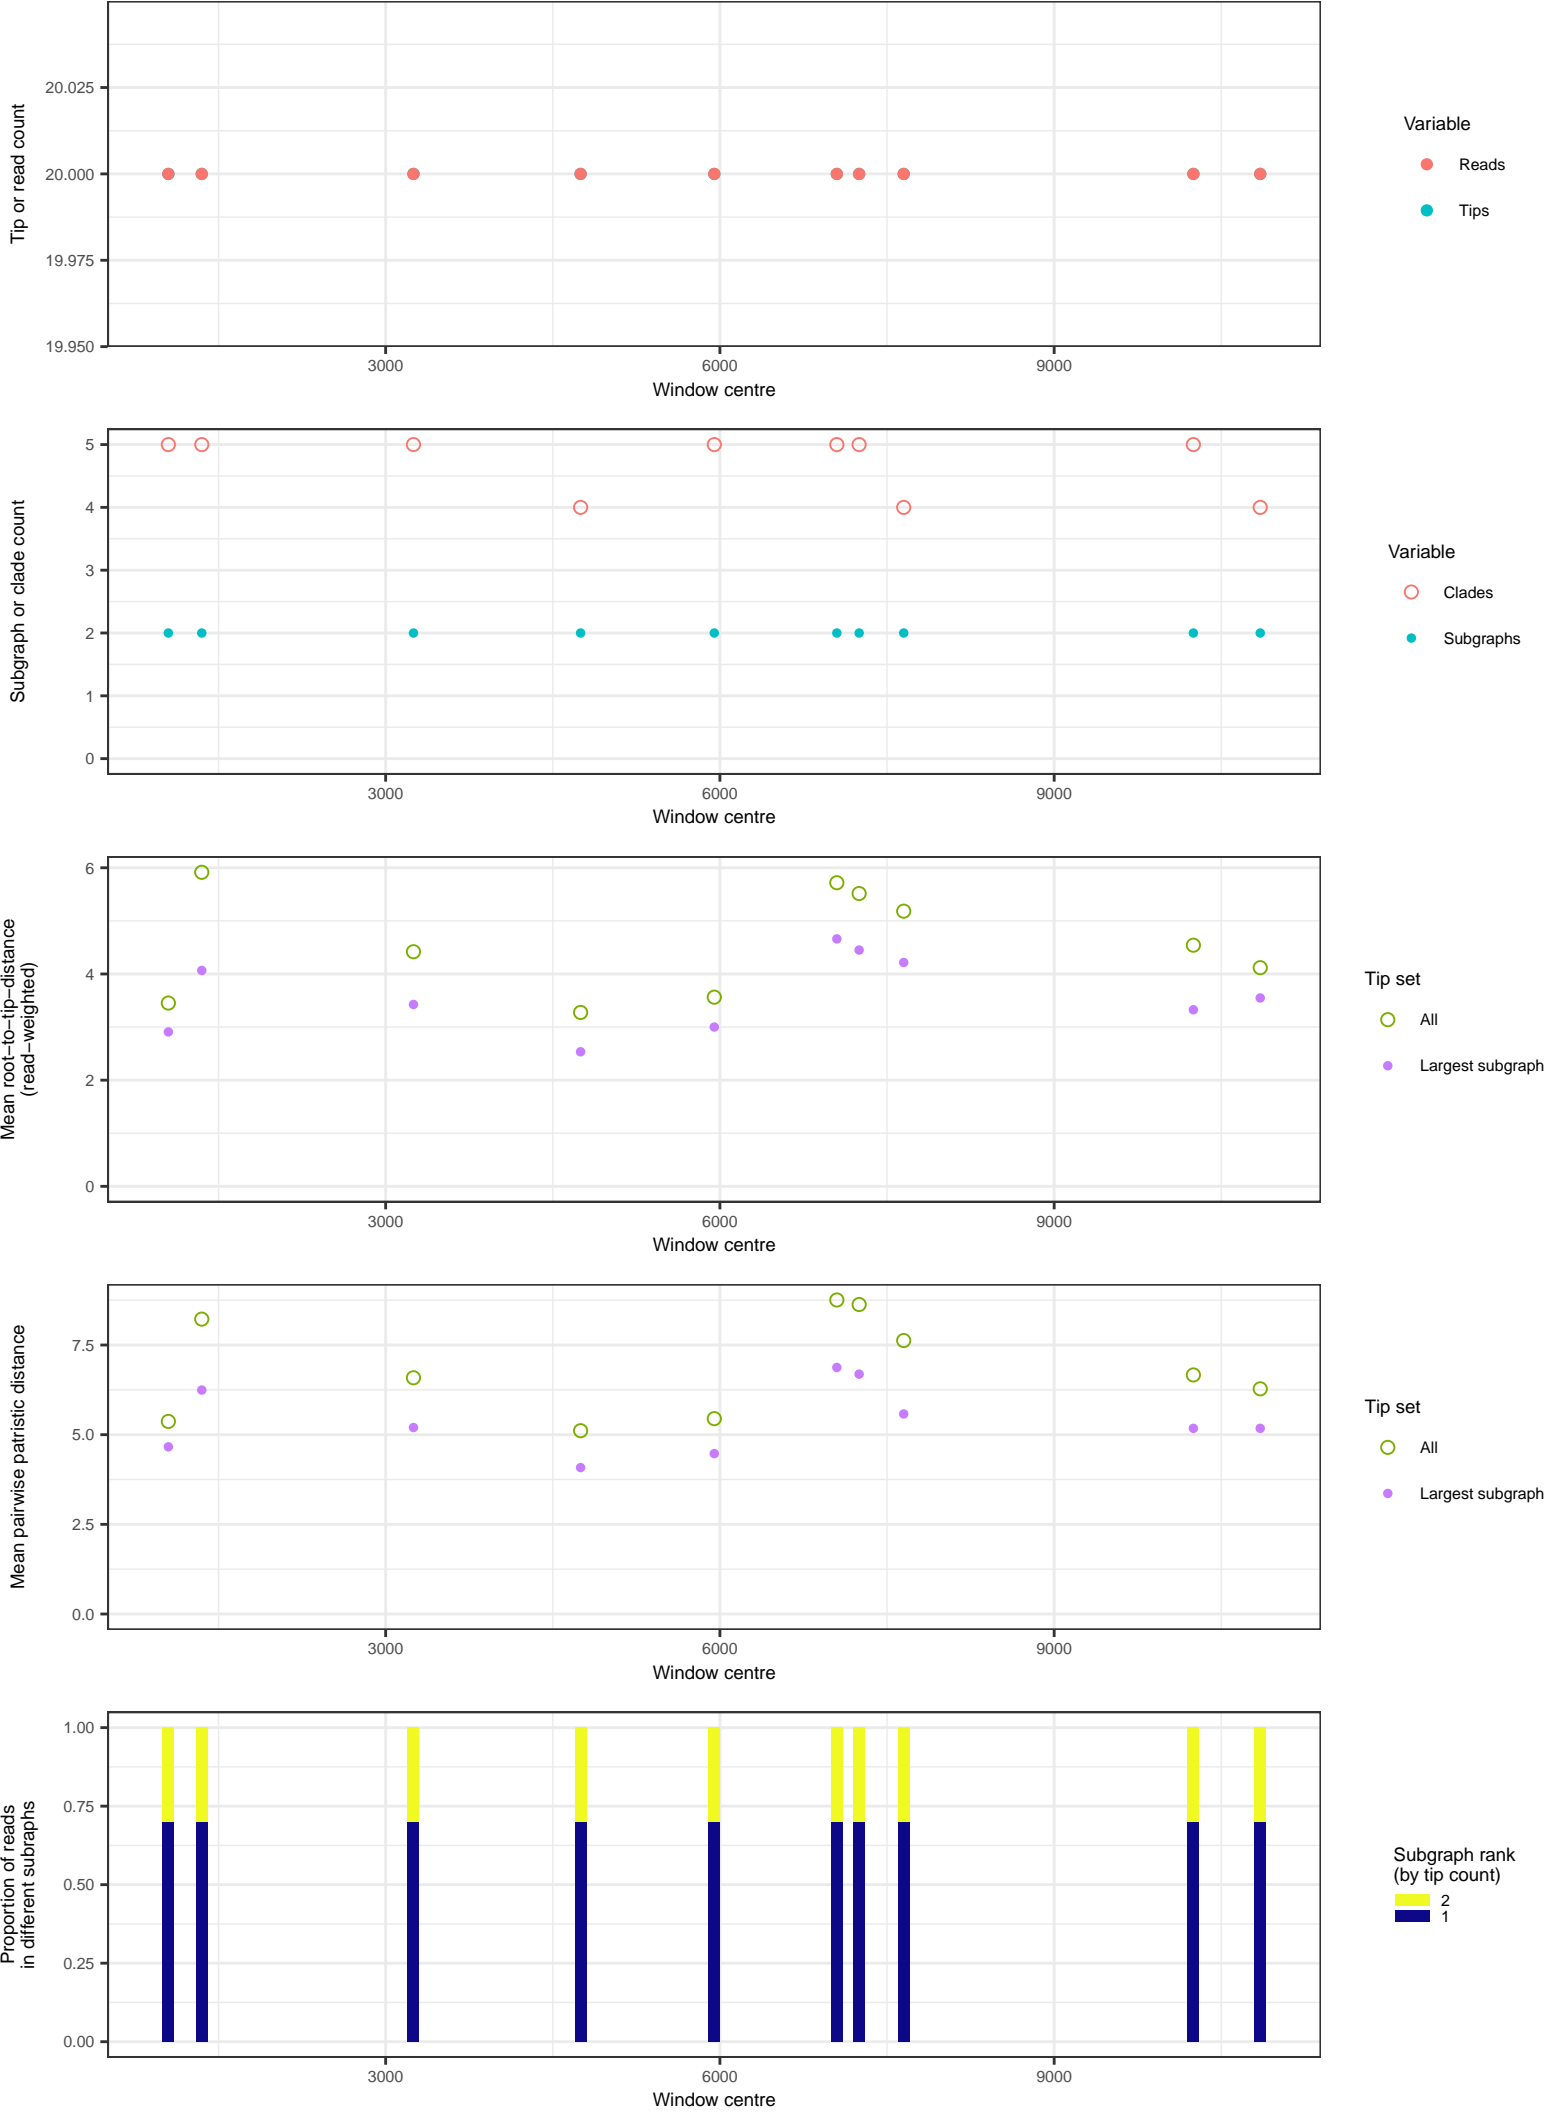 20.025
20.000
19.975
19.950
Tip or read count
3000
6000
9000
Window centre
Variable
Reads
Tips
5
4
3
2
1
0
Subgraph or clade count
3000
6000
9000
Window centre
Variable
Clades
Subgraphs
6
4
2
0
Mean root−to−tip−distance
(read−weighted)
3000
6000
9000
Window centre
Tip set
All
Largest subgraph
7.5
5.0
2.5
0.0
Mean pairwise patristic distance
3000
6000
9000
Window centre
Tip set
All
Largest subgraph
1.00
0.75
0.50
0.25
0.00
Proportion of reads
in different subraphs
3000
6000
9000
Window centre
Subgraph rank
(by tip count)
2
1